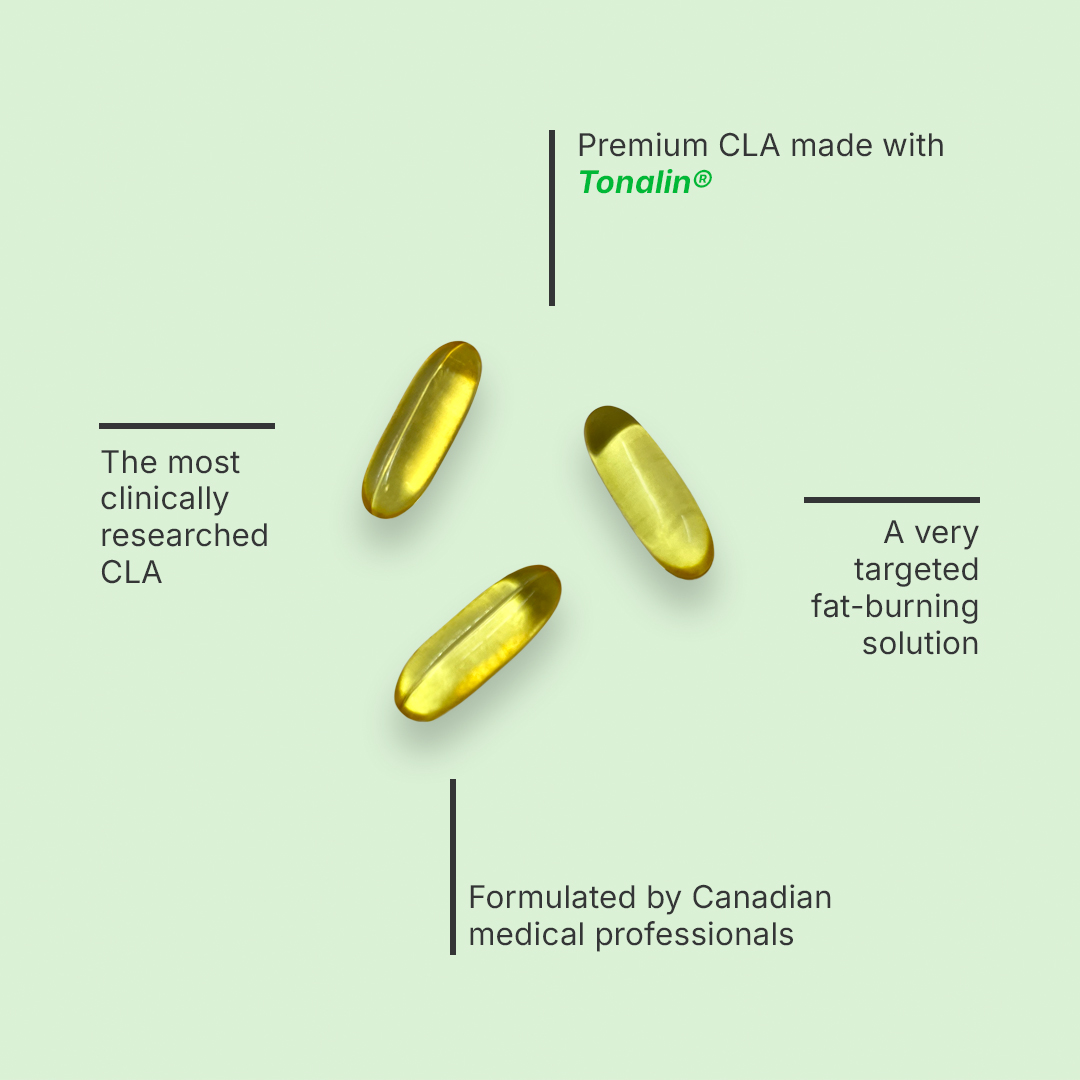 Premium CLA made with
Tonalin®
The most
clinically
researched
CLA
A very
targeted
fat-burning
solution
Formulated by Canadian
medical professionals